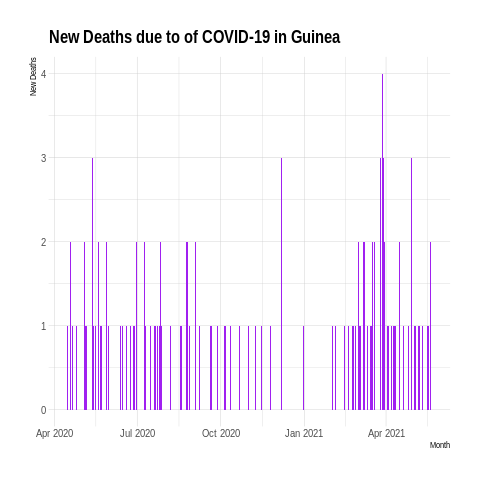 New Deaths due to of COVID-19 in Guinea
New Deaths
4
3
2
1
0
Apr 2020 Jul 2020 Oct 2020 Jan 2021 Apr 2021
Month